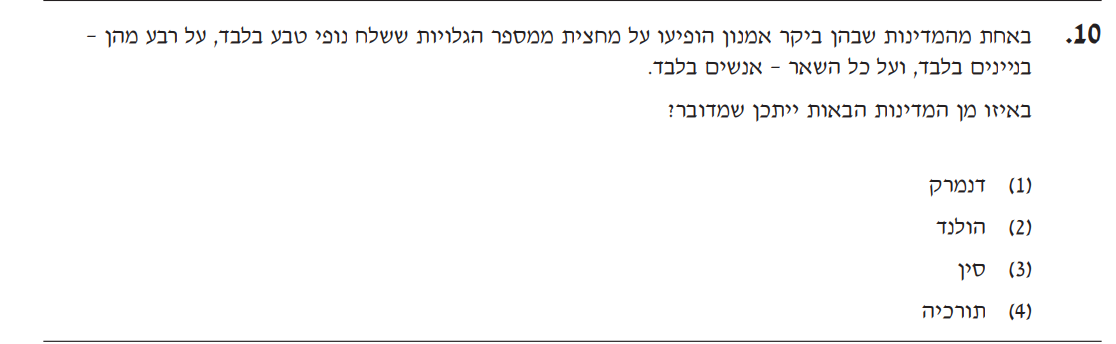 10. באחת מהמדינות שבהן ביקר אמנון הופיעו על מחצית ממספר הגלויות ששלח נופי טבע בלבד, על רבע מהן –
בניינים בלבד, ועל כל השאר – אנשים בלבד.
באיזו מן המדינות הבאות ייתכן שמדובר?
(1) דנמרק
(2) הולנד
(3) סין
(4) תורכיה